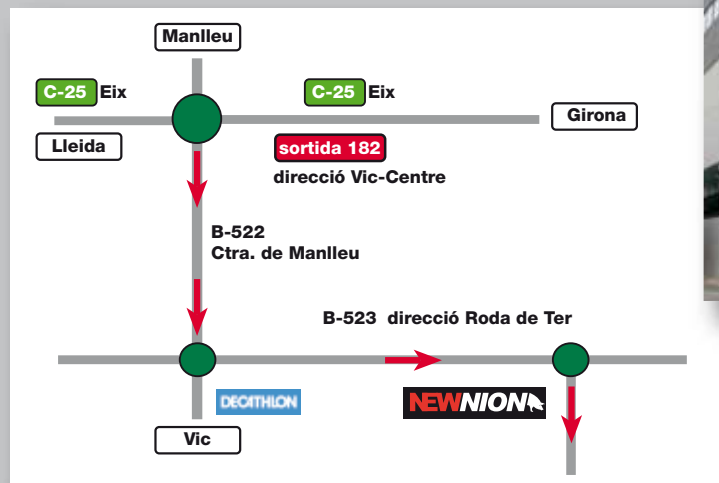 Manlleu
C-25 Eix
C-25 Eix
Girona
Lleida
sortida 182
direcció Vic-Centre
B-522
Ctra. de Manlleu
B-523 direcció Roda de Ter
DECATHLON
NEWNION
Vic